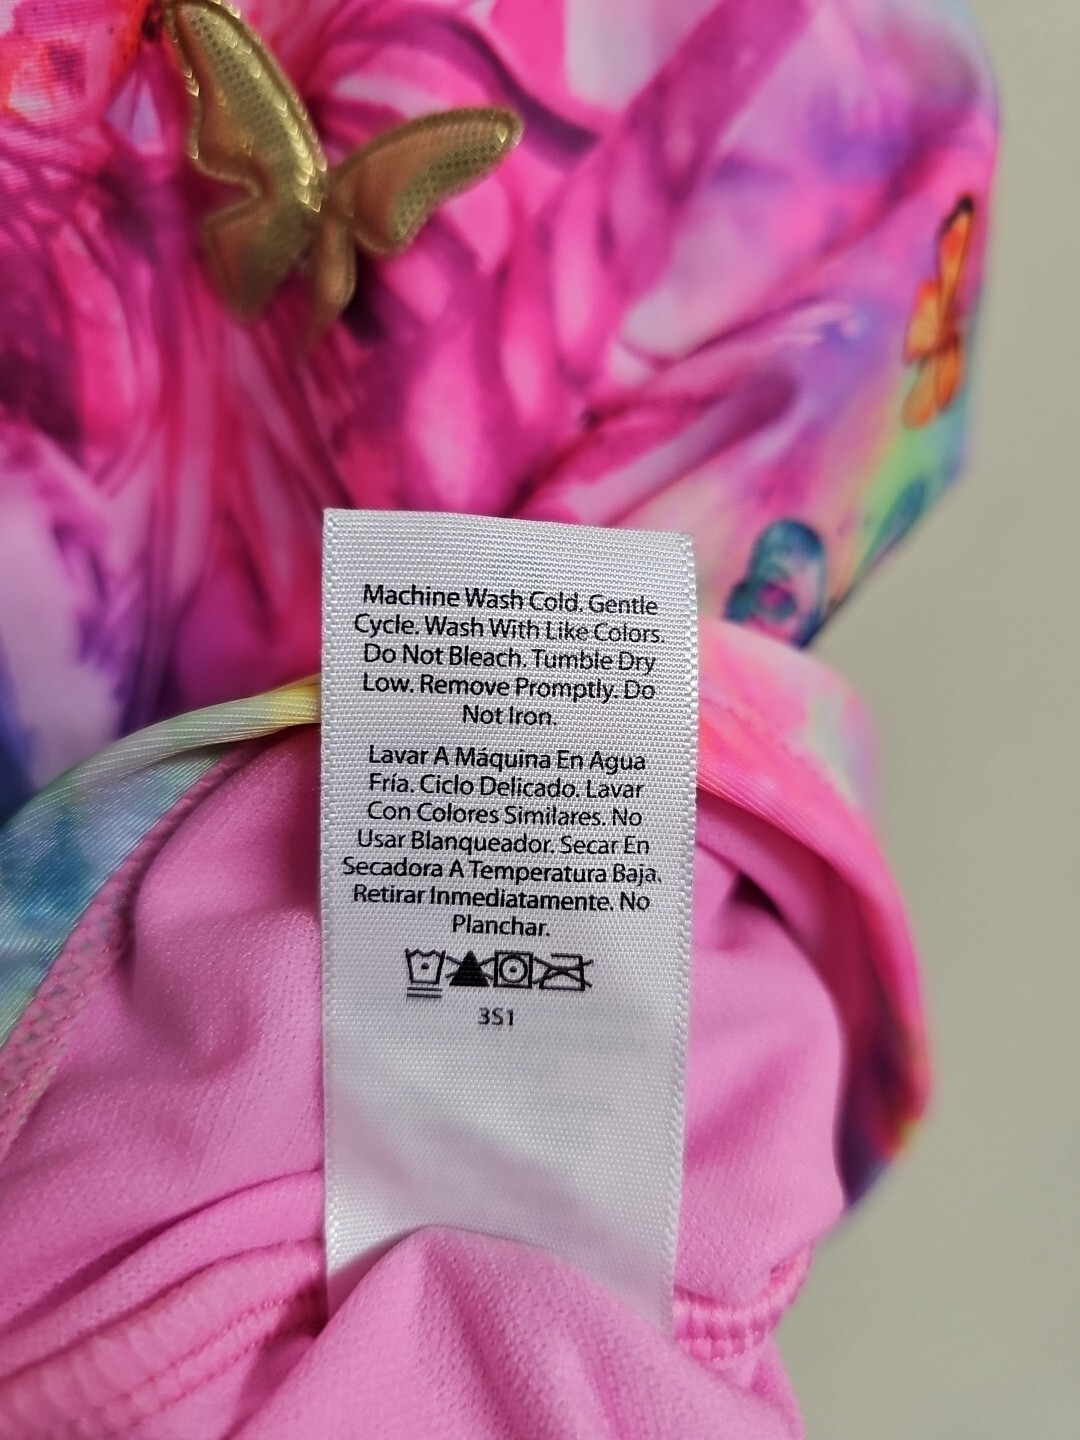 Machine Wash Cold. Gentle
Cycle. Wash With Like Colors.
Do Not Bleach. Tumble Dry
Low. Remove Promptly. Do
Not Iron.
Lavar A Máquina En Agua
Fría. Ciclo Delicado. Lavar
Con Colores Similares. No
Usar Blanqueador. Secar En
Secadora A Temperatura Baja.
Retirar Inmediatamente. No
Planchar.
3S1